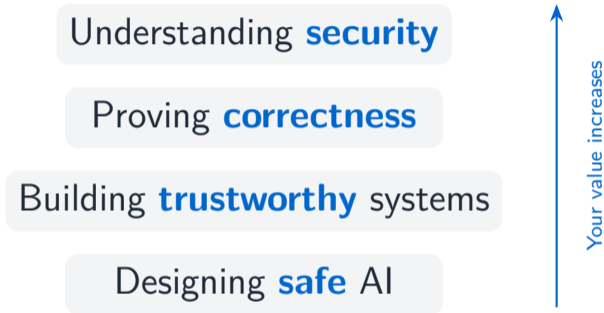 Understanding security
Proving correctness
Building trustworthy systems
Designing safe AI
Your value increases